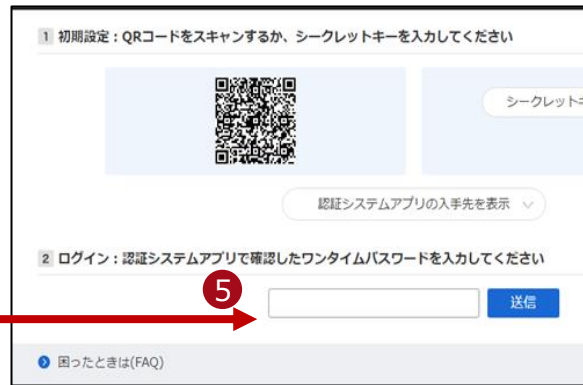 1 初期設定：QRコードをスキャンするか、シークレットキーを入力してください
シークレットキ
認証システムアプリの入手先を表示
2 ログイン：認証システムアプリで確認したワンタイムパスワードを入力してください
5
送信
困ったときは(FAQ)